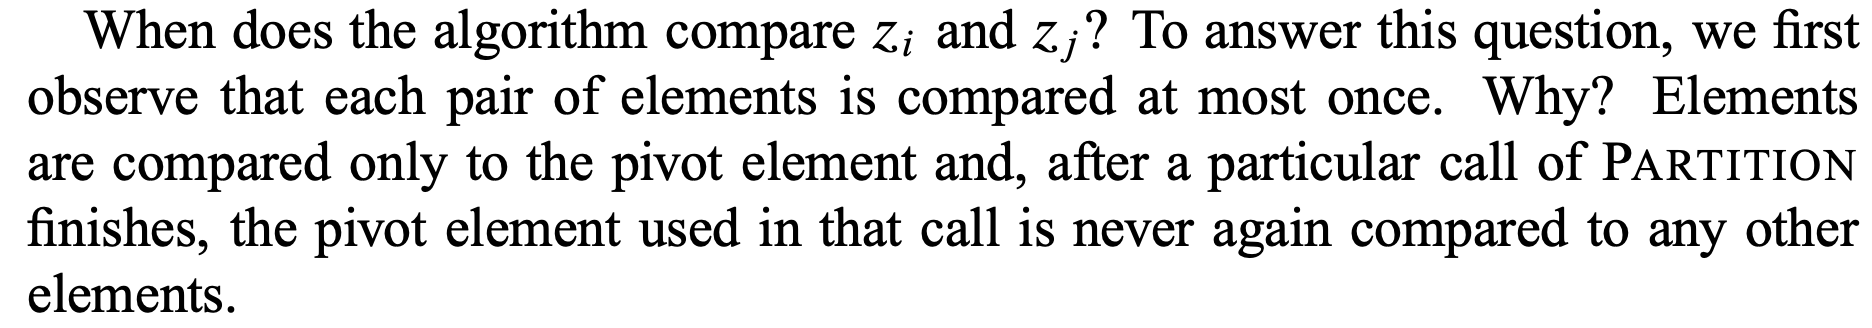 When does the algorithm compare zᵢ and zⱼ? To answer this question, we first
observe that each pair of elements is compared at most once. Why? Elements
are compared only to the pivot element and, after a particular call of PARTITION
finishes, the pivot element used in that call is never again compared to any other
elements.